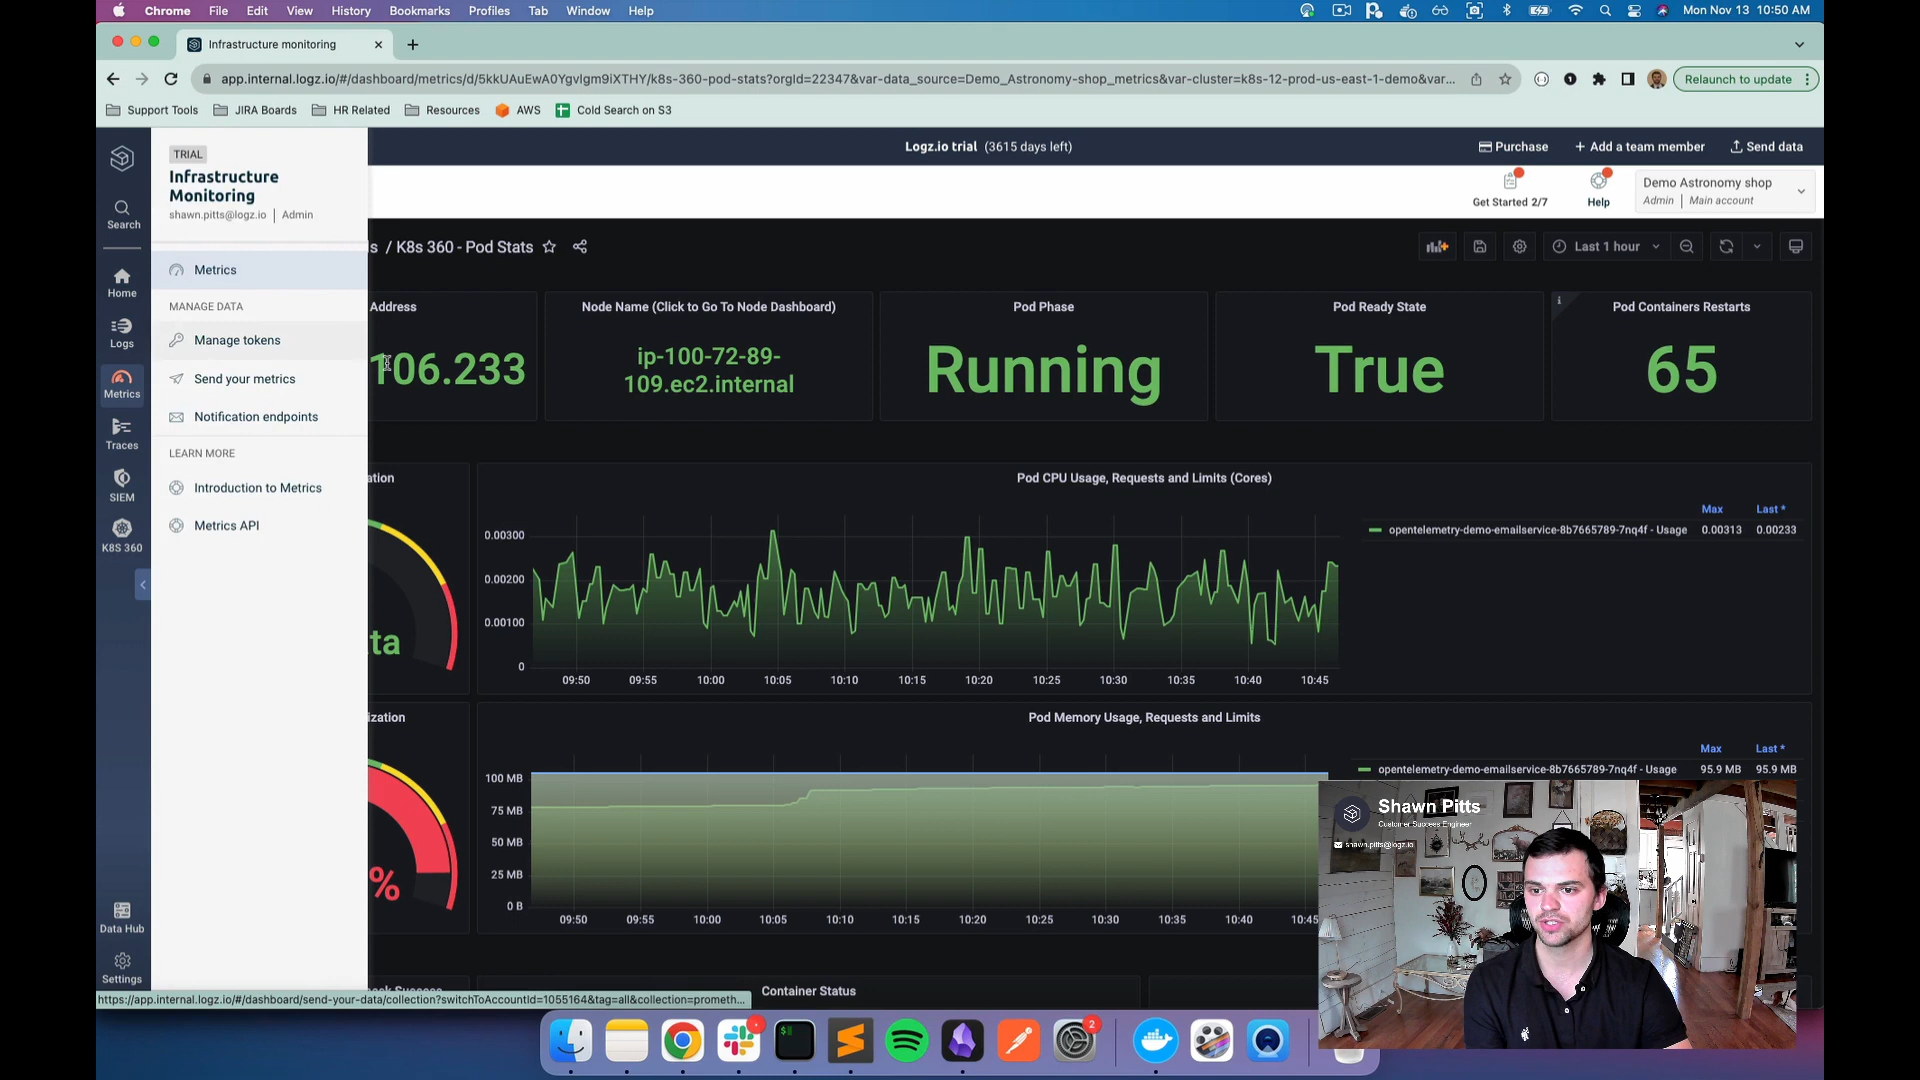 Chrome File Edit View History Bookmarks Profiles Tab Window Help
Mon Nov 13 10:50 AM
Infrastructure monitoring
app.internal.logz.io/#/dashboard/metrics/d/5kkUAuEwA0Ygvlgm9iXTHY/k8s-360-pod-stats?orgId=22347&var-data_source=Demo_Astronomy-shop_metrics&var-cluster=k8s-12-prod-us-east-1-demo&var...
Relaunch to update
Support Tools JIRA Boards HR Related Resources AWS Cold Search on S3
Logz.io trial (3615 days left)
Purchase + Add a team member Send data
TRIAL
Infrastructure
Monitoring
shawn.pitts@logz.io | Admin
Get Started 2/7
Help
Demo Astronomy shop
Admin | Main account
Search
Home
Logs
Metrics
Traces
SIEM
K8S 360
Data Hub
Settings
Metrics
MANAGE DATA
Manage tokens
Send your metrics
Notification endpoints
LEARN MORE
Introduction to Metrics
Metrics API
ls / K8s 360 - Pod Stats
Last 1 hour
Address
106.233
Node Name (Click to Go To Node Dashboard)
ip-100-72-89-
109.ec2.internal
Pod Phase
Running
Pod Ready State
True
i
Pod Containers Restarts
65
ation
ta
Pod CPU Usage, Requests and Limits (Cores)
Max Last *
opentelemetry-demo-emailservice-8b7665789-7nq4f - Usage 0.00313 0.00233
0.00300
0.00200
0.00100
0
09:50 09:55 10:00 10:05 10:10 10:15 10:20 10:25 10:30 10:35 10:40 10:45
ization
%
Pod Memory Usage, Requests and Limits
Max Last *
opentelemetry-demo-emailservice-8b7665789-7nq4f - Usage 95.9 MB 95.9 MB
100 MB
75 MB
50 MB
25 MB
0 B
09:50 09:55 10:00 10:05 10:10 10:15 10:20 10:25 10:30 10:35 10:40 10:45
Shawn Pitts
Customer Success Engineer
shawn.pitts@logz.io
Container Status
https://app.internal.logz.io/#/dashboard/send-your-data/collection?switchToAccountId=1055164&tag=all&collection=prometh...
2